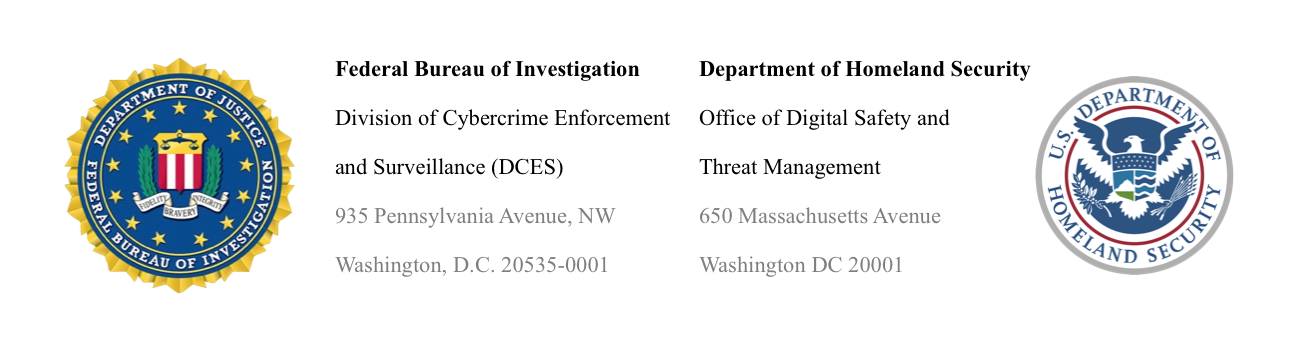 DEPARTMENT OF JUSTICE
FEDERAL BUREAU OF INVESTIGATION
FIDELITY BRAVERY INTEGRITY
Federal Bureau of Investigation
Division of Cybercrime Enforcement
and Surveillance (DCES)
935 Pennsylvania Avenue, NW
Washington, D.C. 20535-0001
Department of Homeland Security
Office of Digital Safety and
Threat Management
650 Massachusetts Avenue
Washington DC 20001
U.S. DEPARTMENT OF
HOMELAND SECURITY